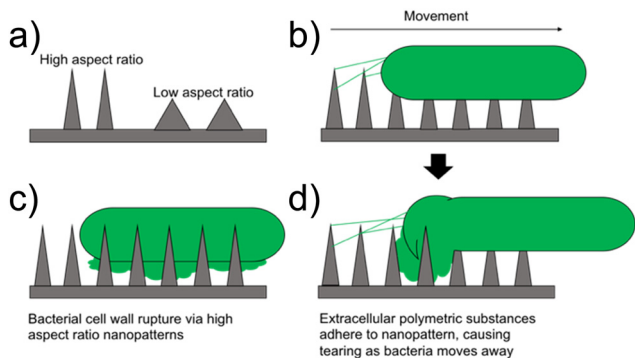 a)
High aspect ratio
Low aspect ratio
b)
Movement
c)
Bacterial cell wall rupture via high
aspect ratio nanopatterns
d)
Extracellular polymetric substances
adhere to nanopattern, causing
tearing as bacteria moves away